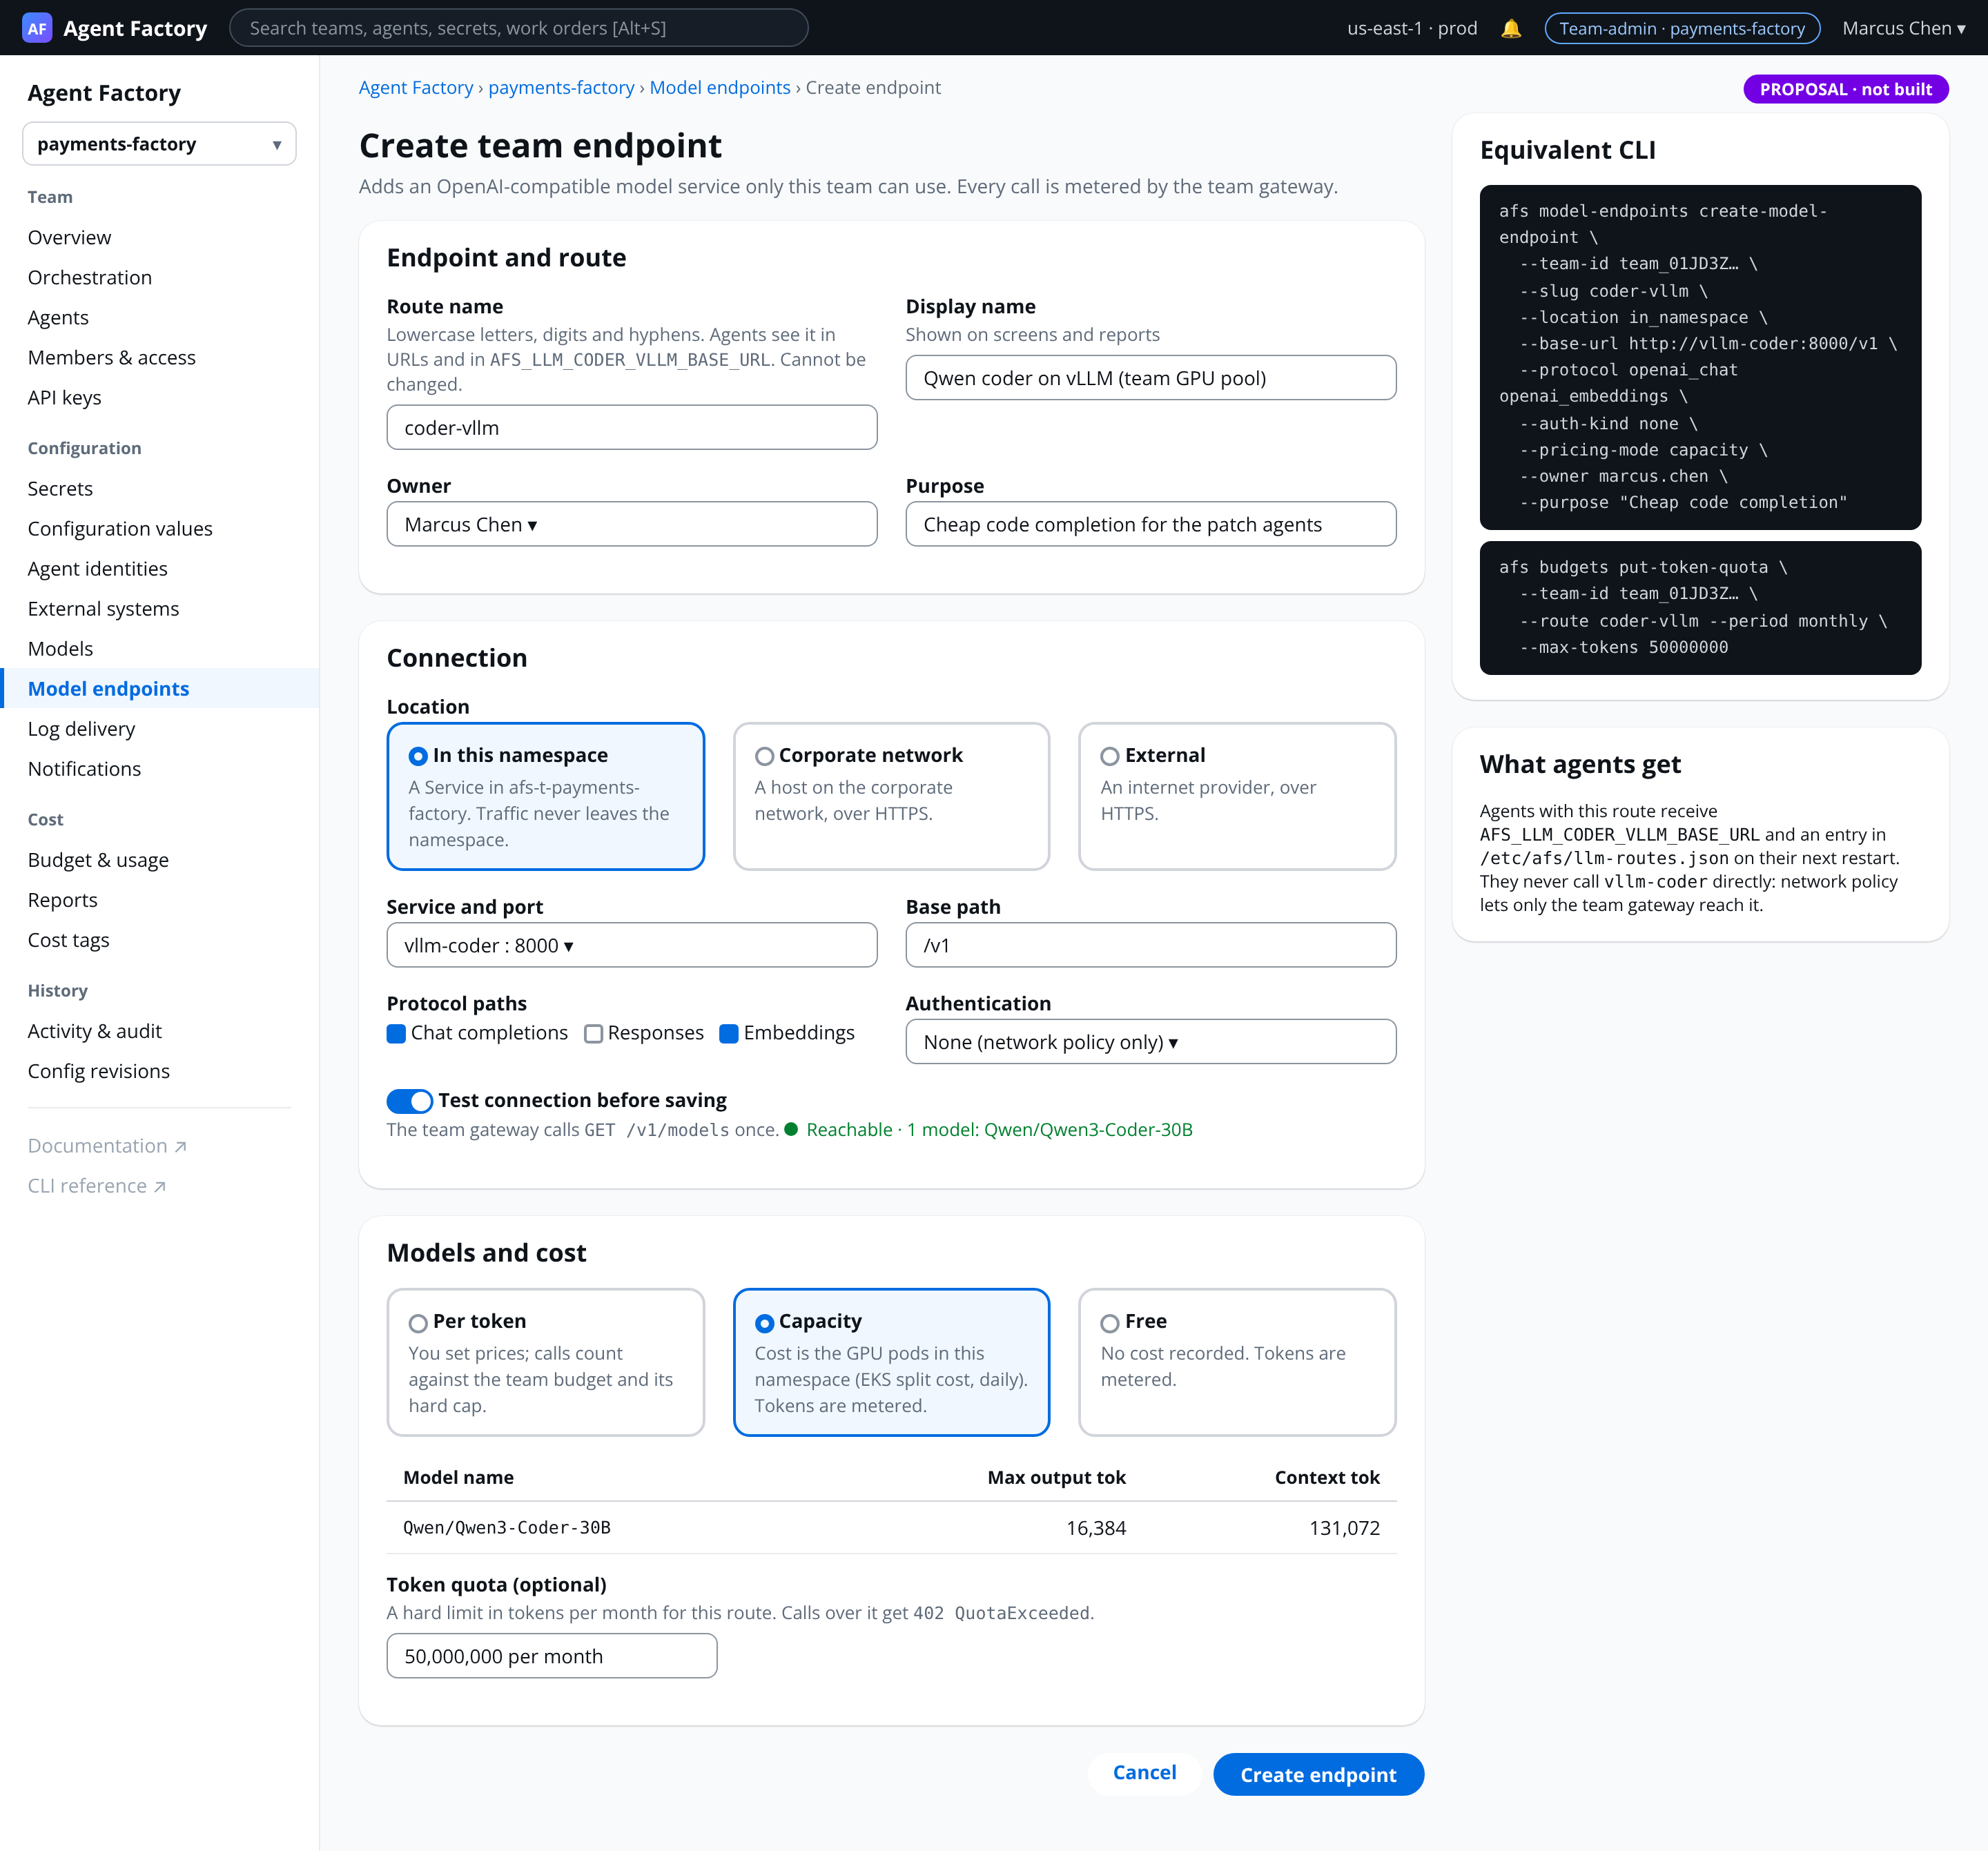 AF Agent Factory
Search teams, agents, secrets, work orders [Alt+S]
us-east-1 · prod
Team-admin · payments-factory
Marcus Chen ▾
Agent Factory
payments-factory ▾
Team
Overview
Orchestration
Agents
Members & access
API keys
Configuration
Secrets
Configuration values
Agent identities
External systems
Models
Model endpoints
Log delivery
Notifications
Cost
Budget & usage
Reports
Cost tags
History
Activity & audit
Config revisions
Documentation ↗
CLI reference ↗
Agent Factory › payments-factory › Model endpoints › Create endpoint
PROPOSAL · not built
Create team endpoint
Adds an OpenAI-compatible model service only this team can use. Every call is metered by the team gateway.
Endpoint and route
Route name
Lowercase letters, digits and hyphens. Agents see it in
URLs and in AFS_LLM_CODER_VLLM_BASE_URL. Cannot be
changed.
coder-vllm
Display name
Shown on screens and reports
Qwen coder on vLLM (team GPU pool)
Owner
Marcus Chen ▾
Purpose
Cheap code completion for the patch agents
Connection
Location
In this namespace
A Service in afs-t-payments-
factory. Traffic never leaves the
namespace.
Corporate network
A host on the corporate
network, over HTTPS.
External
An internet provider, over
HTTPS.
Service and port
vllm-coder : 8000 ▾
Base path
/v1
Protocol paths
Chat completions
Responses
Embeddings
Authentication
None (network policy only) ▾
Test connection before saving
The team gateway calls GET /v1/models once. Reachable · 1 model: Qwen/Qwen3-Coder-30B
Models and cost
Per token
You set prices; calls count
against the team budget and its
hard cap.
Capacity
Cost is the GPU pods in this
namespace (EKS split cost, daily).
Tokens are metered.
Free
No cost recorded. Tokens are
metered.
Model name Max output tok Context tok
Qwen/Qwen3-Coder-30B 16,384 131,072
Token quota (optional)
A hard limit in tokens per month for this route. Calls over it get 402 QuotaExceeded.
50,000,000 per month
Cancel
Create endpoint
Equivalent CLI
afs model-endpoints create-model-
endpoint \
--team-id team_01JD3Z… \
--slug coder-vllm \
--location in_namespace \
--base-url http://vllm-coder:8000/v1 \
--protocol openai_chat
openai_embeddings \
--auth-kind none \
--pricing-mode capacity \
--owner marcus.chen \
--purpose "Cheap code completion"
afs budgets put-token-quota \
--team-id team_01JD3Z… \
--route coder-vllm --period monthly \
--max-tokens 50000000
What agents get
Agents with this route receive
AFS_LLM_CODER_VLLM_BASE_URL and an entry in
/etc/afs/llm-routes.json on their next restart.
They never call vllm-coder directly: network policy
lets only the team gateway reach it.